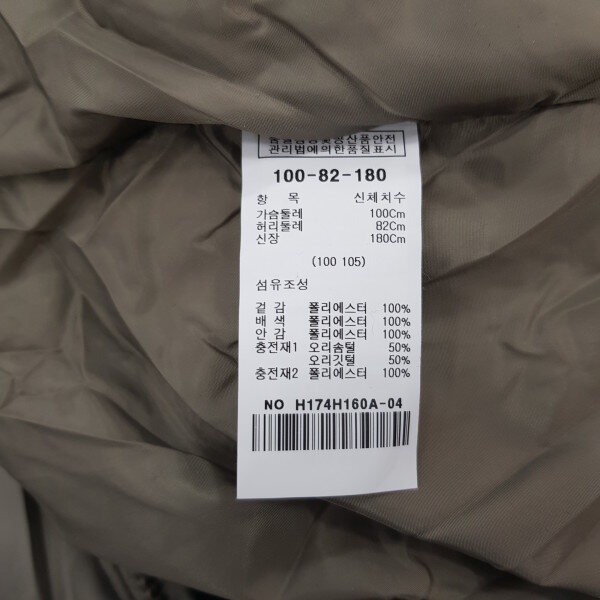 관리법에의한품질표시
100-82-180
항 목 신체치수
가슴둘레 100Cm
허리둘레 82Cm
신장 180Cm
(100 105)
섬유조성
겉 감 폴리에스터 100%
배 색 폴리에스터 100%
안 감 폴리에스터 100%
충전재1 오리솜털 50%
오리깃털 50%
충전재2 폴리에스터 100%
NO H174H160A-04